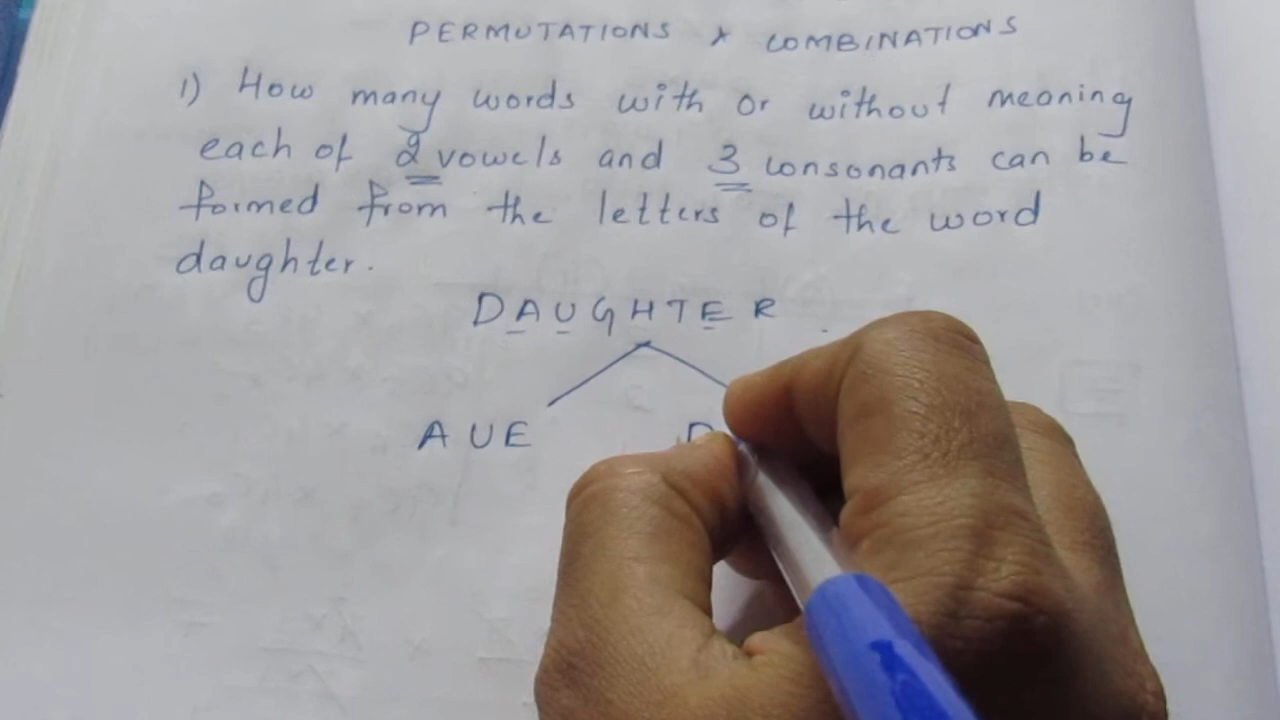 PERMUTATIONS & COMBINATIONS
1) How many words with or without meaning
each of 2 vowels and 3 consonants can be
formed from the letters of the word
daughter.
DAUGHTER
AUE D